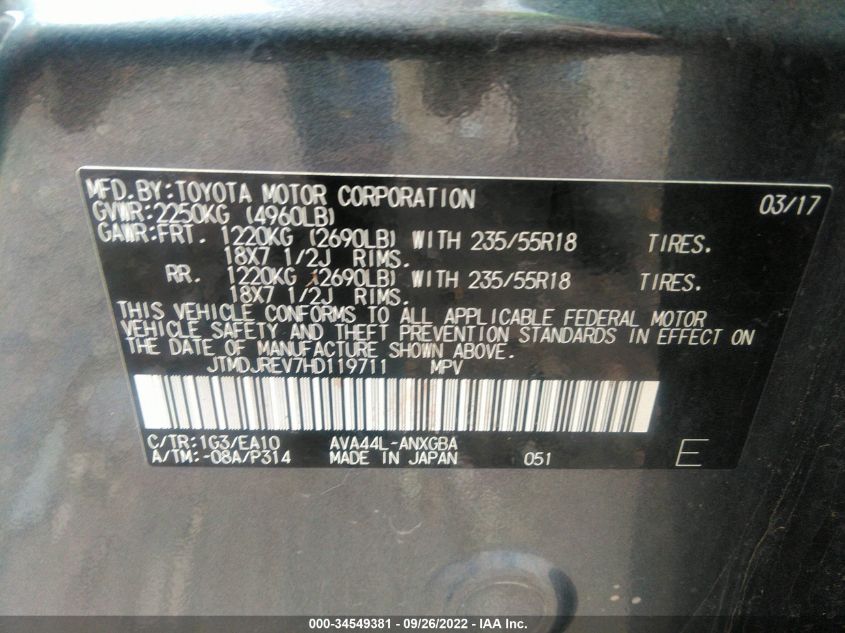 MFD.BY:TOYOTA MOTOR CORPORATION 03/17
GVWR:2250KG (4960LB)
GAWR:FRT. 1220KG (2690LB) WITH 235/55R18 TIRES.
18X7 1/2J RIMS.
RR. 1220KG (2690LB) WITH 235/55R18 TIRES.
18X7 1/2J RIMS.
THIS VEHICLE CONFORMS TO ALL APPLICABLE FEDERAL MOTOR
VEHICLE SAFETY AND THEFT PREVENTION STANDARDS IN EFFECT ON
THE DATE OF MANUFACTURE SHOWN ABOVE.
JTMDJREV7HD119711 MPV
C/TR:1G3/EA10 AVA44L-ANXGBA
A/TM:-08A/P314 MADE IN JAPAN 051 E
000-34549381 - 09/26/2022 - IAA Inc.